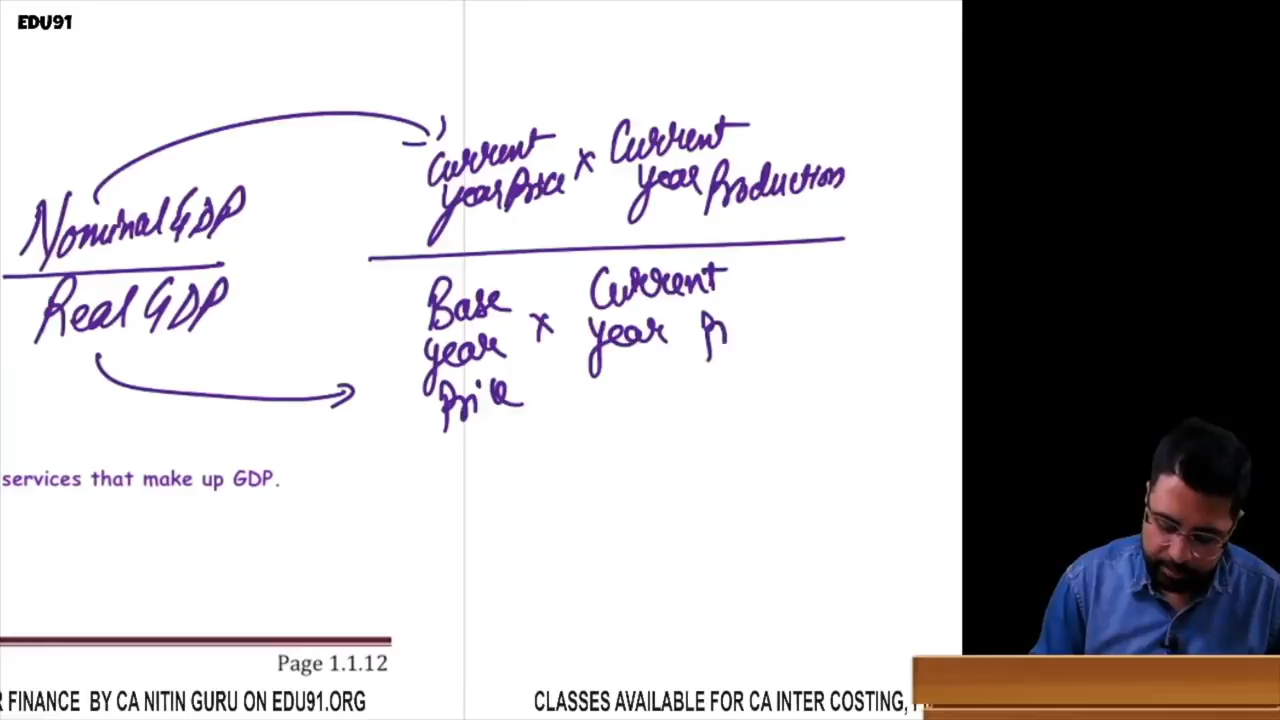 EDU91
Current
Current
year Price × year Production
Nominal GDP
Real GDP
Base
Current
year × year Pr
Price
services that make up GDP.
Page 1.1.12
R FINANCE BY CA NITIN GURU ON EDU91.ORG
CLASSES AVAILABLE FOR CA INTER COSTING,